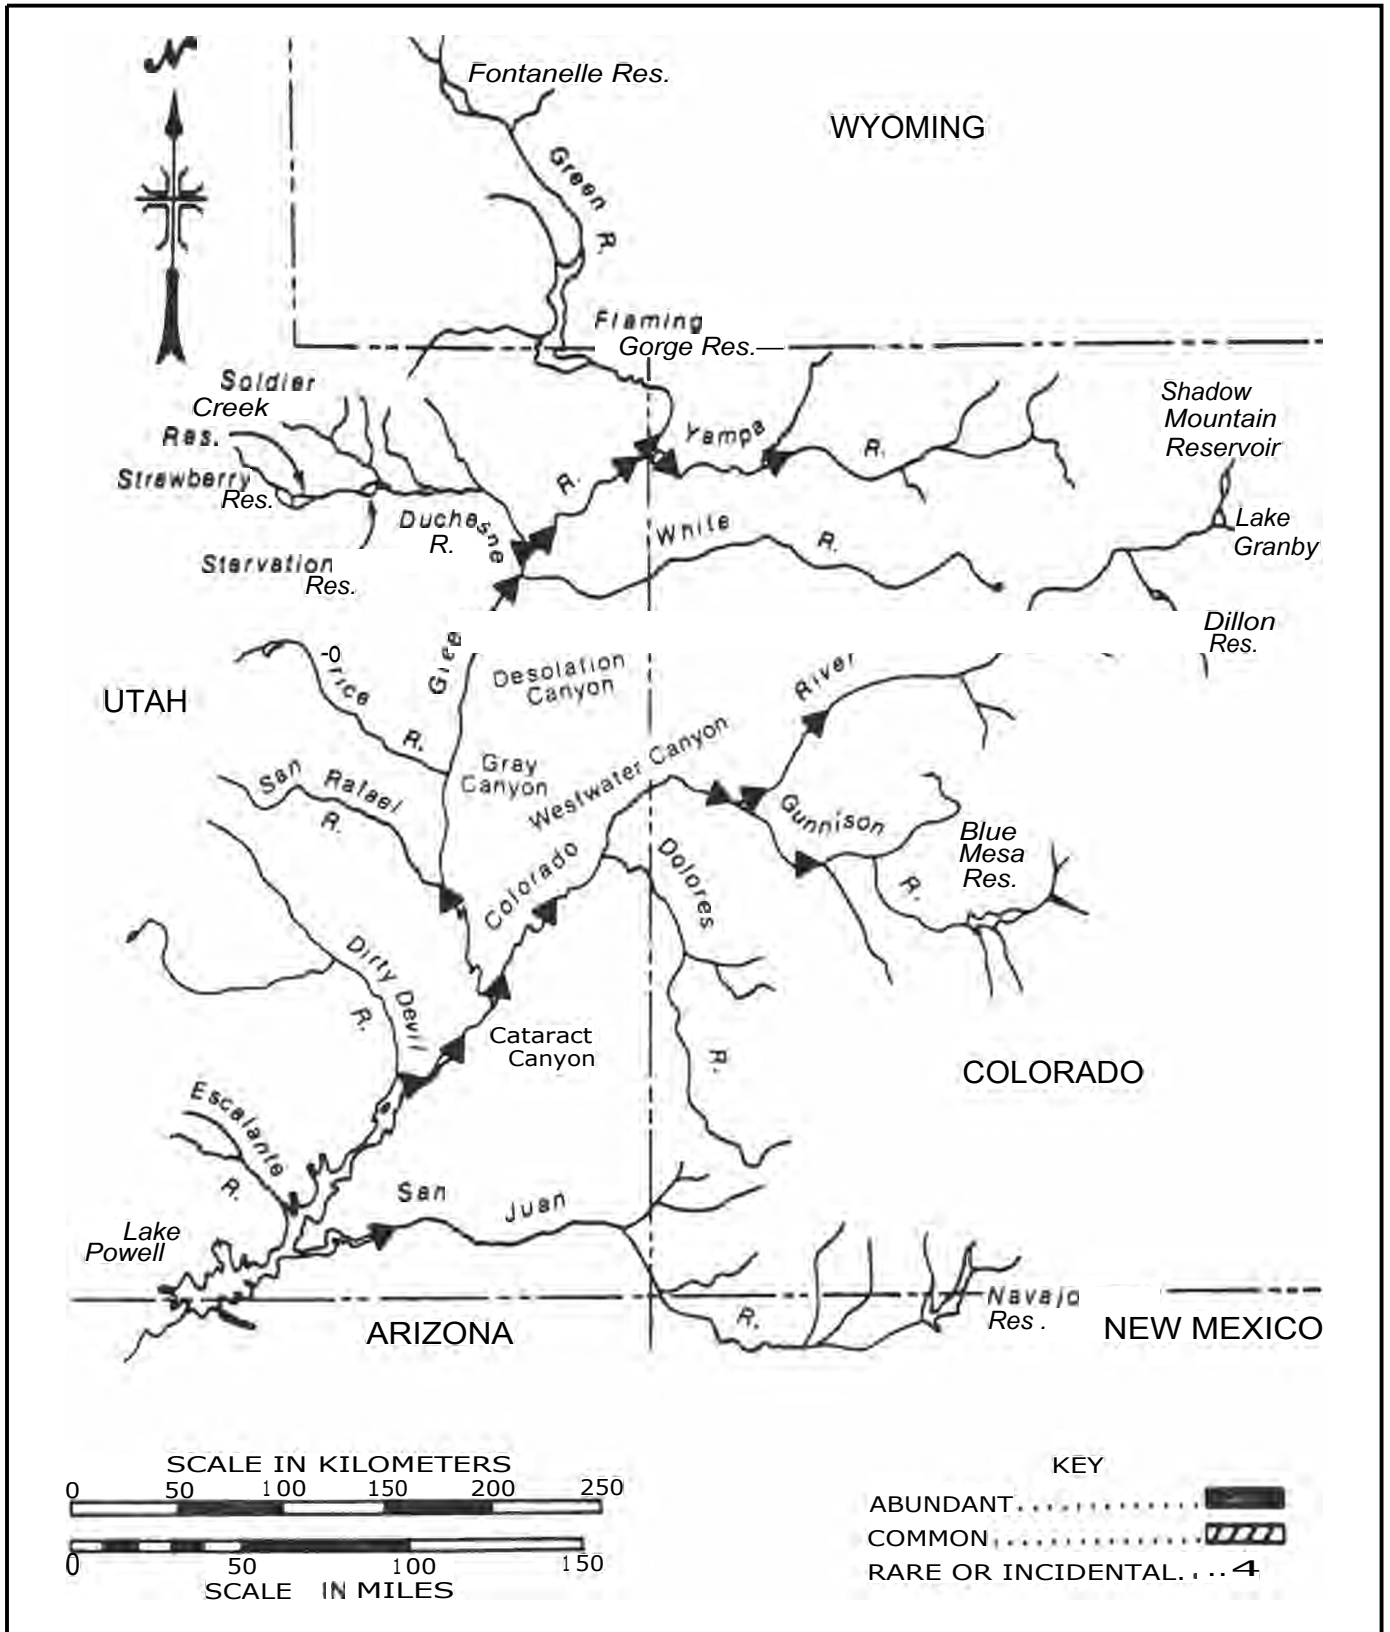 N
Fontanelle Res.
WYOMING
Green R.
Flaming
Gorge Res.
Soldier
Creek
Ras.
Strawberry
Res.
Starvation
Res.
Duchesne
R.
R.
Yampa R.
White R.
Shadow
Mountain
Reservoir
Lake
Granby
Dillon
Res.
UTAH
-o
rice R.
Gree
Desolation
Canyon
River
San Rafael
R.
Gray
Canyon
Westwater Canyon
Colorado
Gunnison
R.
Blue
Mesa
Res.
Dolores
R.
Dirty Devil
R.
Cataract
Canyon
COLORADO
Escalante
R.
San Juan
R.
Lake
Powell
ARIZONA
Navajo
Res .
NEW MEXICO
SCALE IN KILOMETERS
0 50 100 150 200 250
0 50 100 150
SCALE IN MILES
KEY
ABUNDANT
COMMON
RARE OR INCIDENTAL. . . . 4